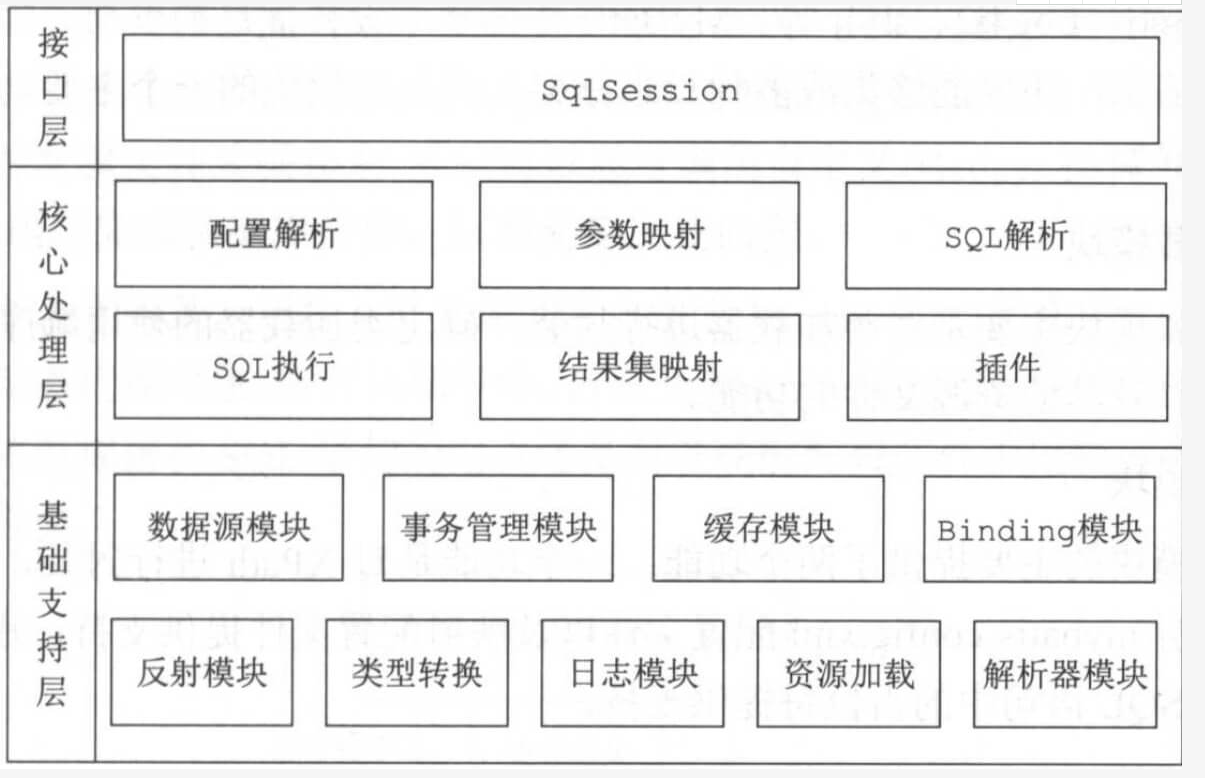 接口层
SqlSession
核心处理层
配置解析
参数映射
SQL解析
SQL执行
结果集映射
插件
基础支持层
数据源模块
事务管理模块
缓存模块
Binding模块
反射模块
类型转换
日志模块
资源加载
解析器模块